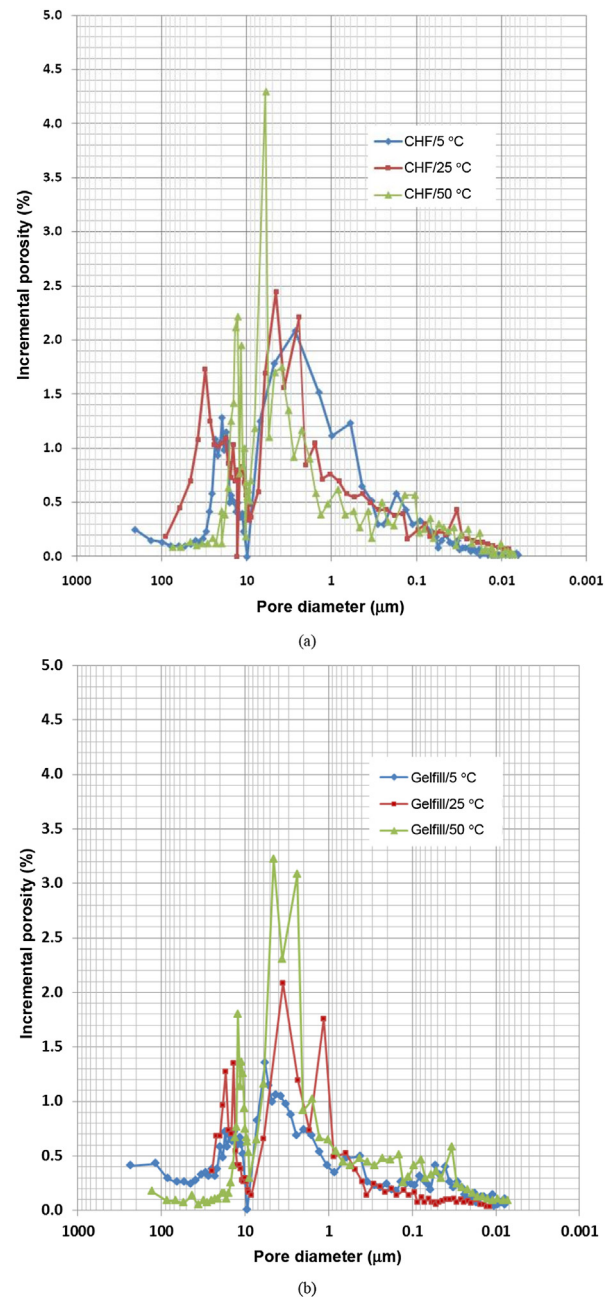 5.0
4.5
4.0
3.5
3.0
2.5
2.0
1.5
1.0
0.5
0.0
Incremental porosity (%)
CHF/5 °C
CHF/25 °C
CHF/50 °C
1000 100 10 1 0.1 0.01 0.001
Pore diameter (μm)
(a)
5.0
4.5
4.0
3.5
3.0
2.5
2.0
1.5
1.0
0.5
0.0
Incremental porosity (%)
Gelfill/5 °C
Gelfill/25 °C
Gelfill/50 °C
1000 100 10 1 0.1 0.01 0.001
Pore diameter (μm)
(b)